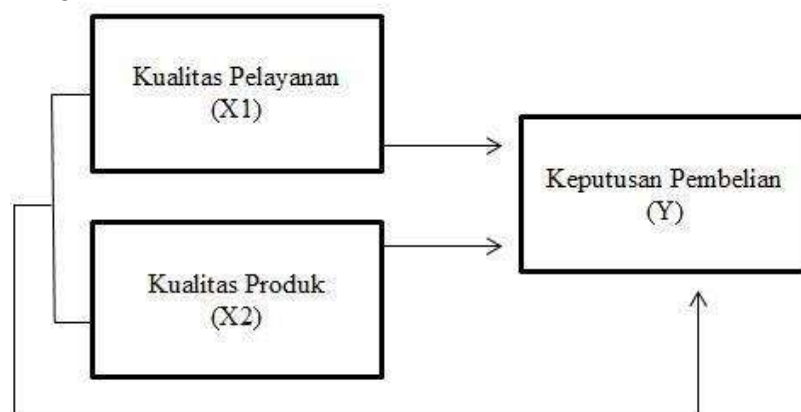 Kualitas Pelayanan
(X1)
Keputusan Pembelian
(Y)
Kualitas Produk
(X2)